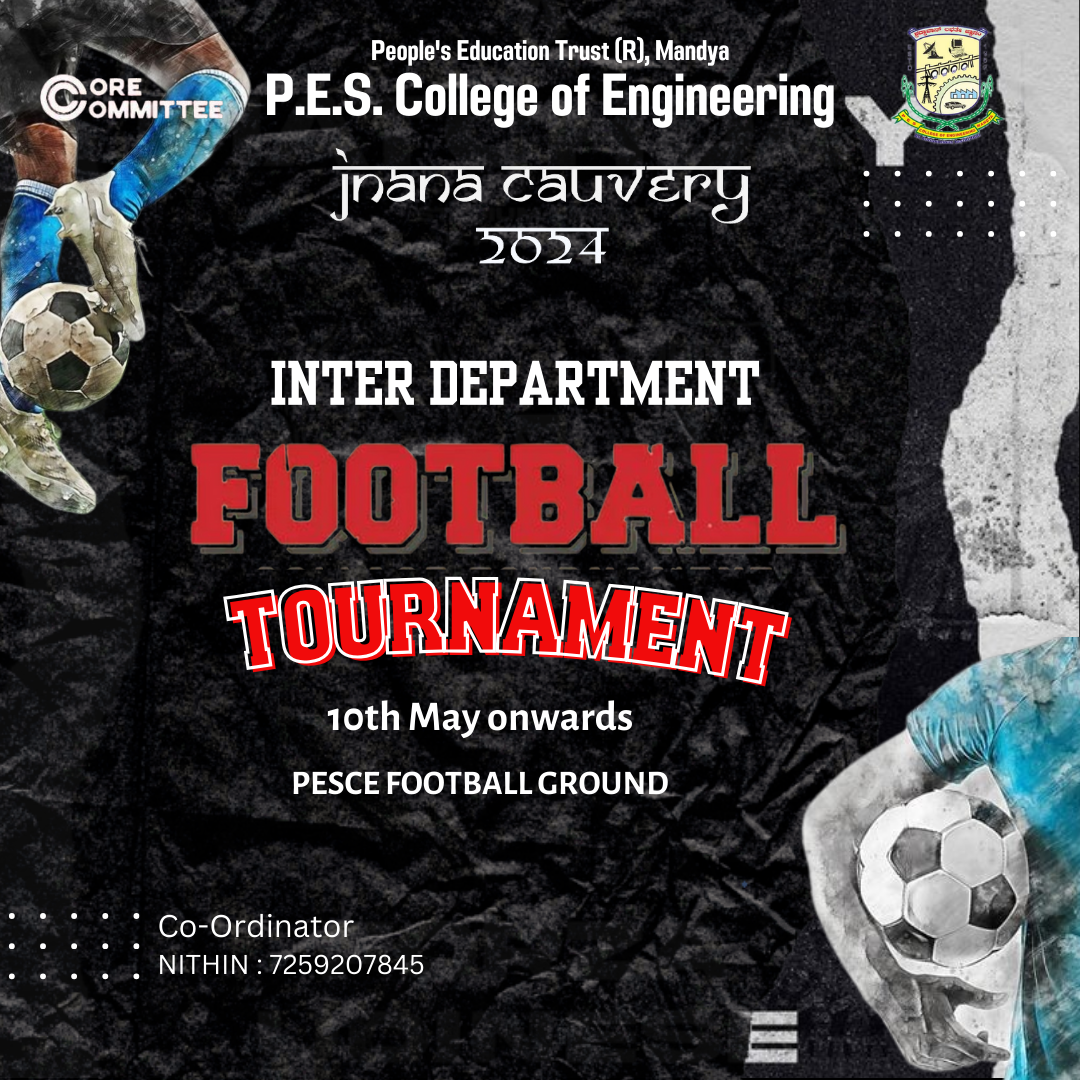 People's Education Trust (R), Mandya
CORE
COMMITTEE
P.E.S. College of Engineering
Jnana Cauvery
2024
INTER DEPARTMENT
FOOTBALL
TOURNAMENT
10th May onwards
PESCE FOOTBALL GROUND
Co-Ordinator
NITHIN : 7259207845